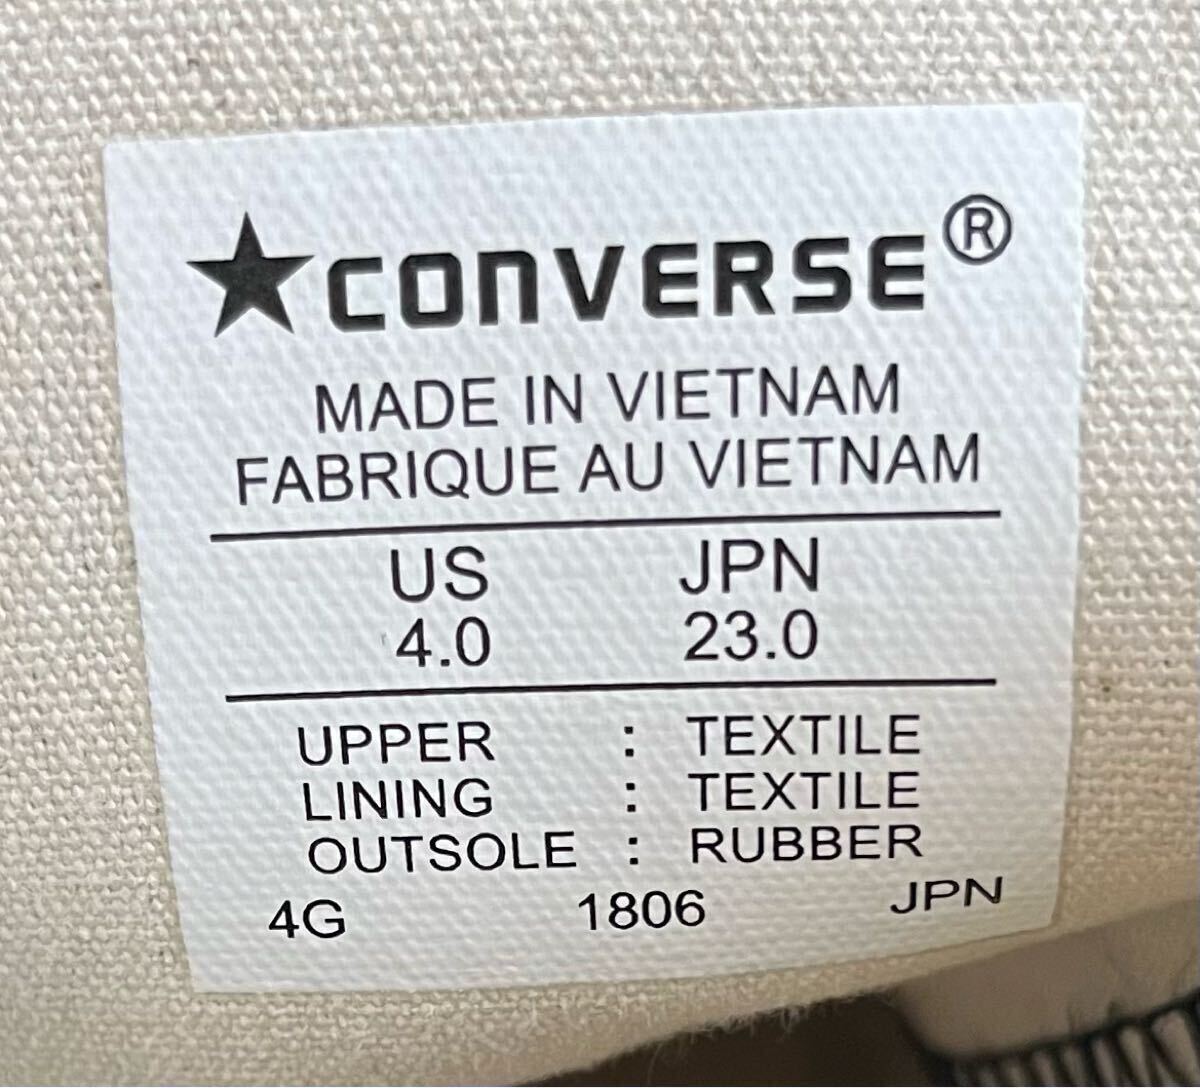 ★CONVERSE®
MADE IN VIETNAM
FABRIQUE AU VIETNAM
US JPN
4.0 23.0
UPPER : TEXTILE
LINING : TEXTILE
OUTSOLE : RUBBER
4G 1806 JPN